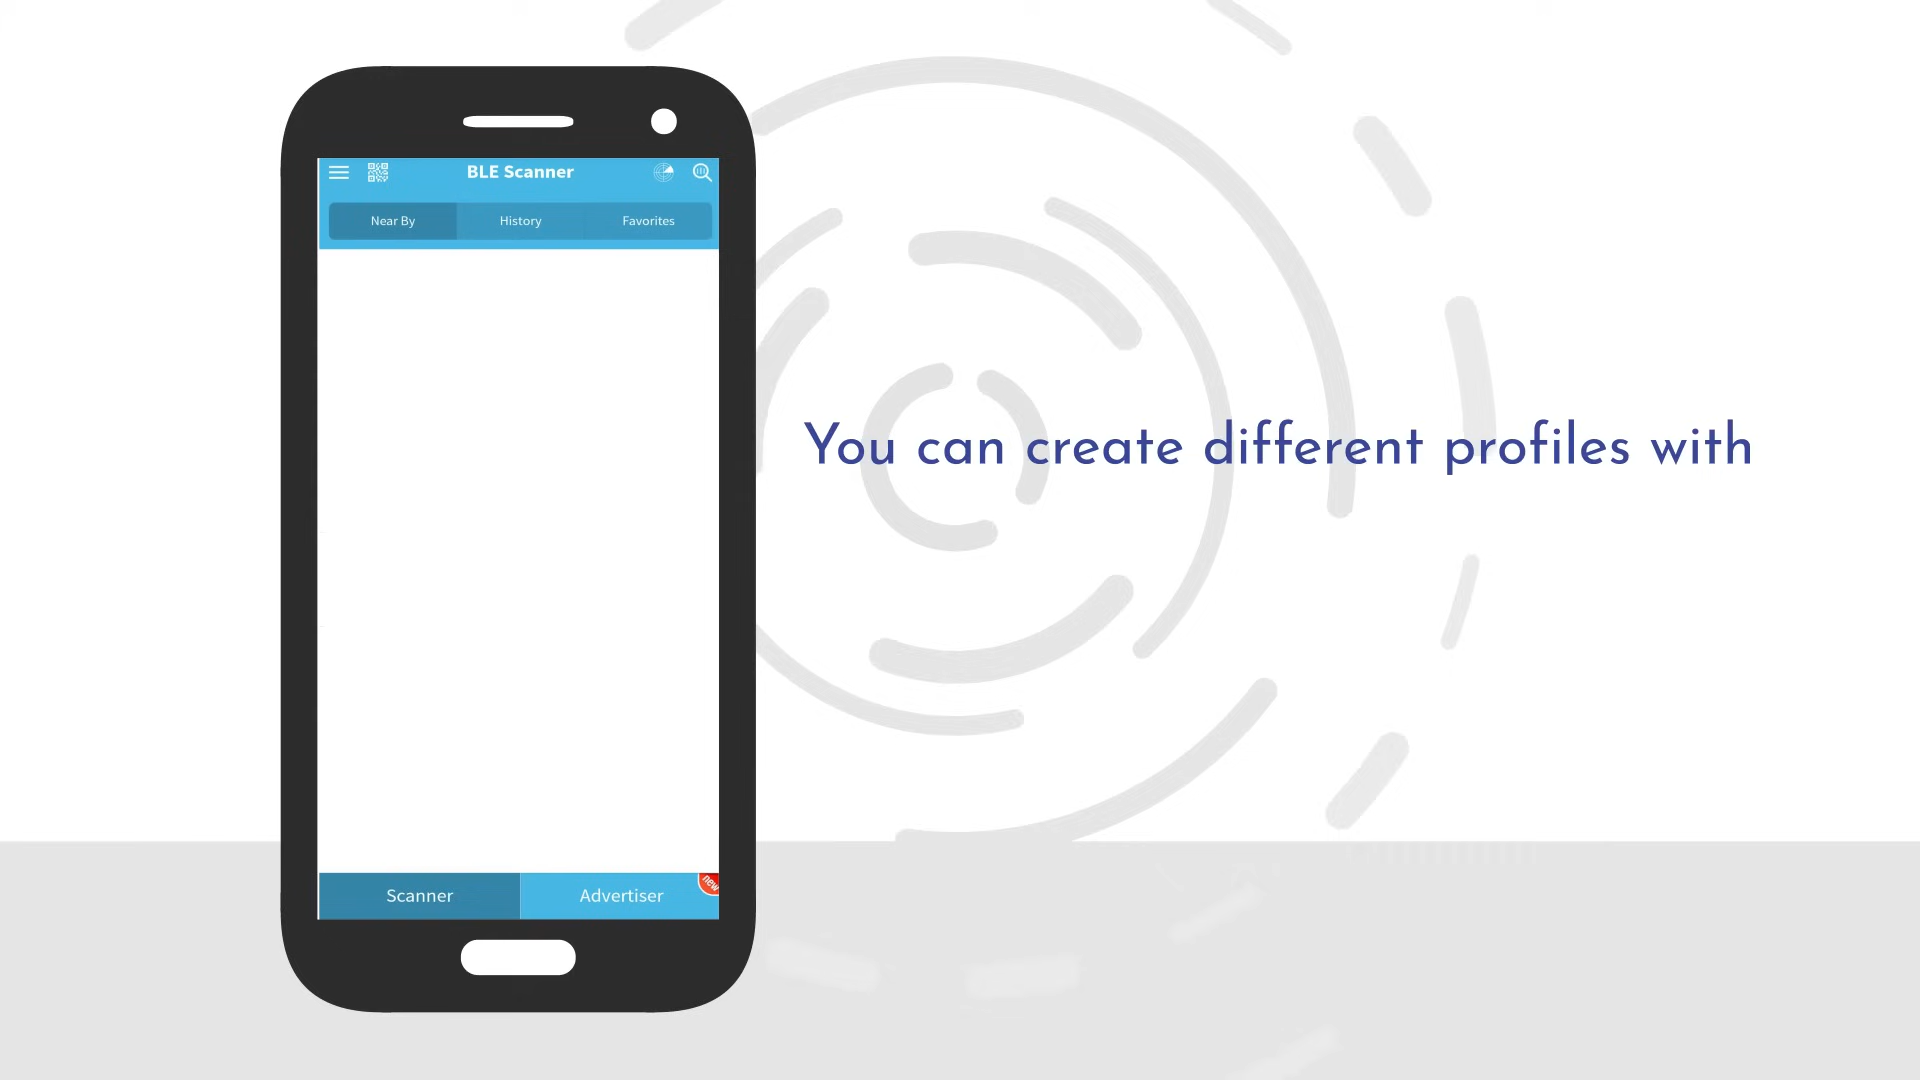 BLE Scanner
Near By History Favorites
You can create different profiles with
Scanner Advertiser new